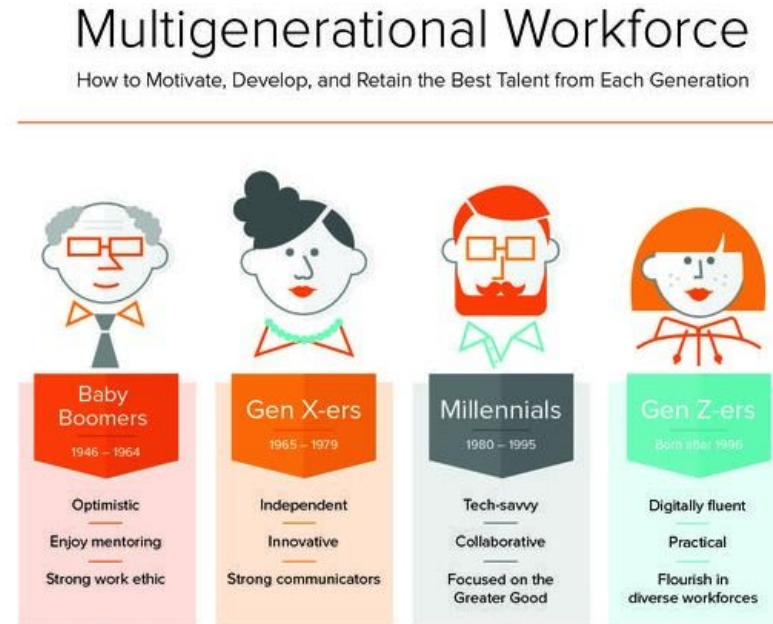 Multigenerational Workforce
How to Motivate, Develop, and Retain the Best Talent from Each Generation
Baby
Boomers
1946 – 1964
Optimistic
Enjoy mentoring
Strong work ethic
Gen X-ers
1965 – 1979
Independent
Innovative
Strong communicators
Millennials
1980 – 1995
Tech-savvy
Collaborative
Focused on the
Greater Good
Gen Z-ers
Born after 1996
Digitally fluent
Practical
Flourish in
diverse workforces